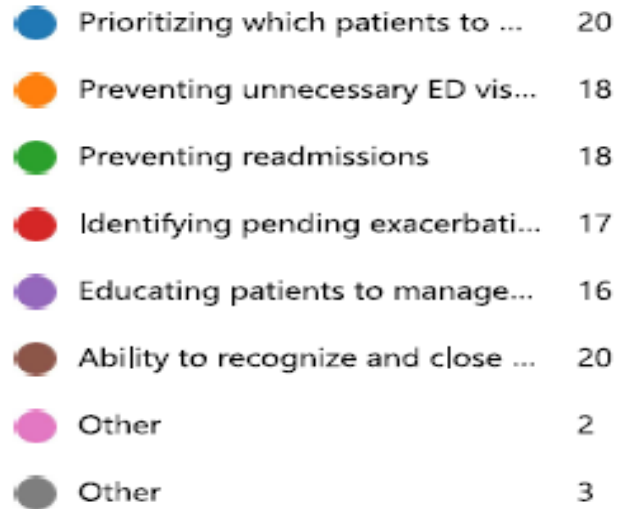 Prioritizing which patients to ... 20
Preventing unnecessary ED vis... 18
Preventing readmissions 18
Identifying pending exacerbati... 17
Educating patients to manage... 16
Ability to recognize and close ... 20
Other 2
Other 3